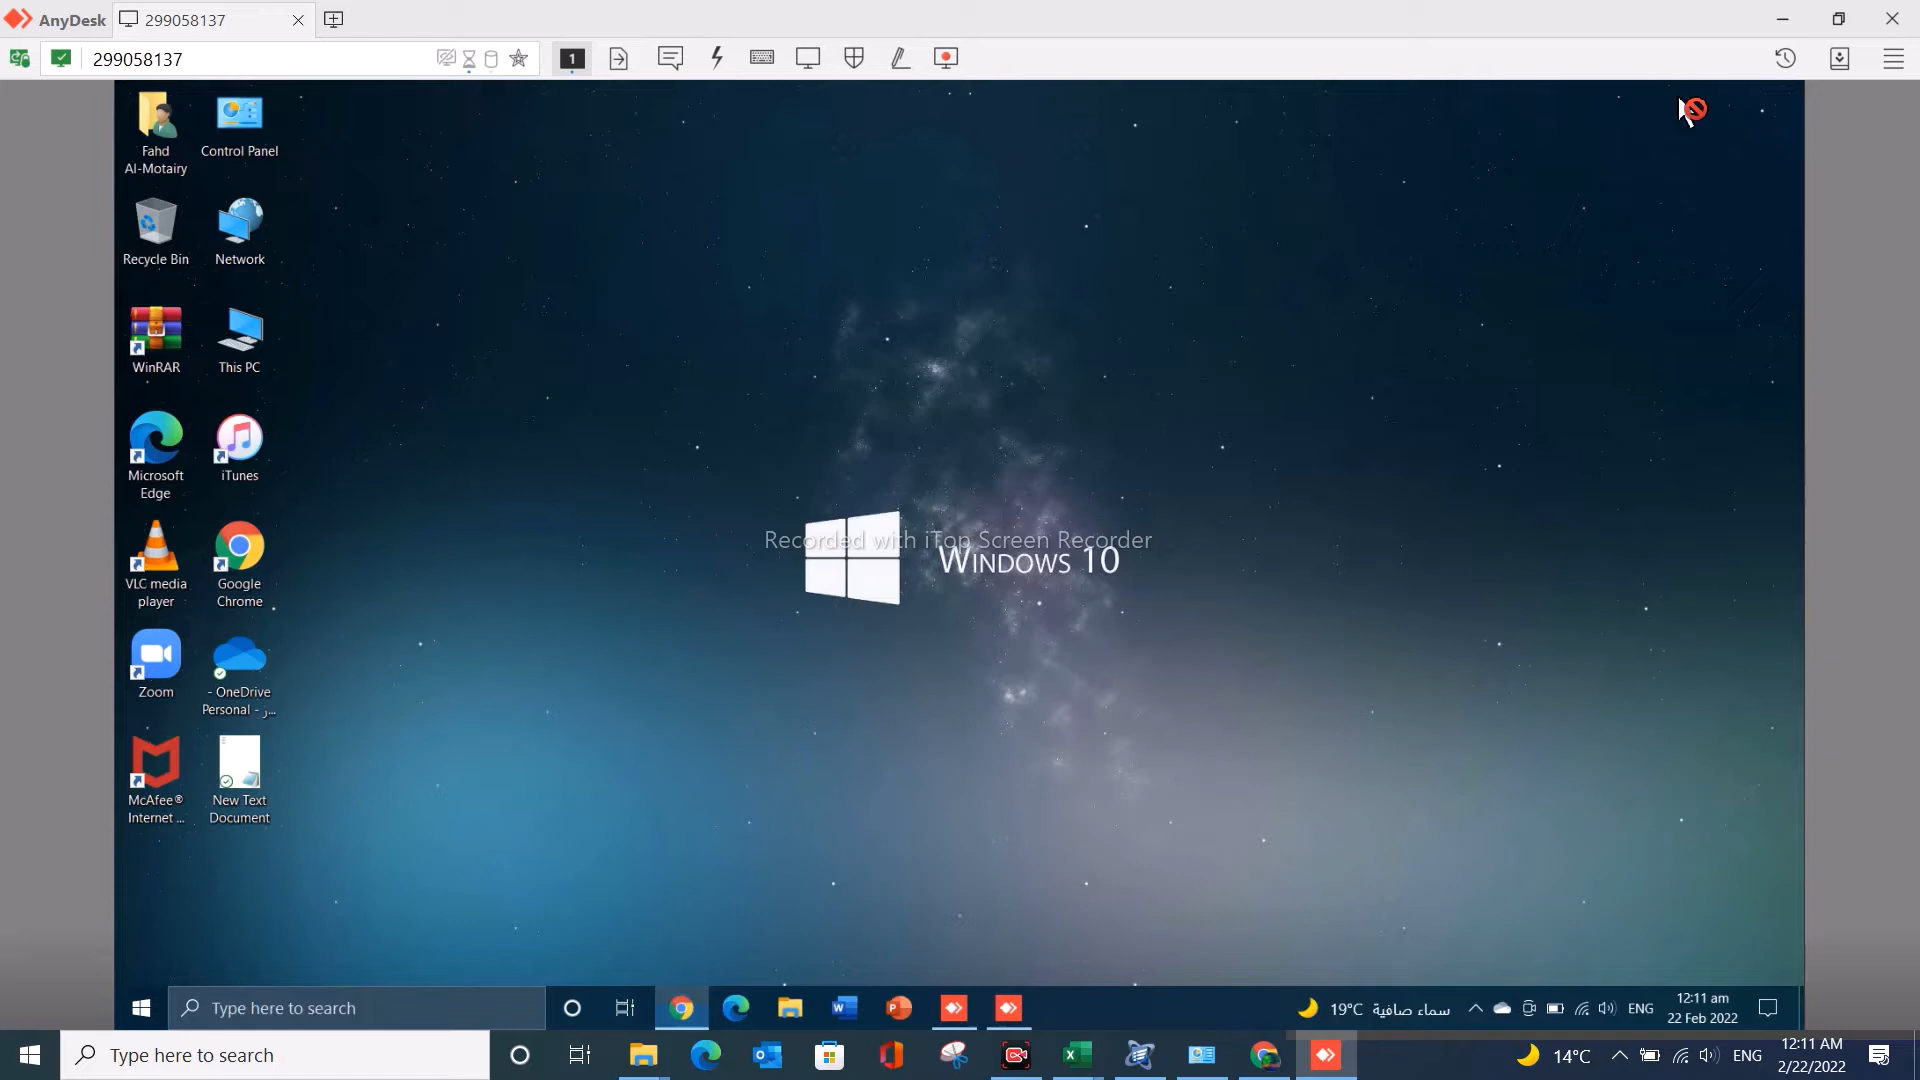 AnyDesk
299058137
299058137
1
Fahd
Al-Motairy
Control Panel
Recycle Bin
Network
WinRAR
This PC
Microsoft
Edge
iTunes
VLC media
player
Google
Chrome
Zoom
- OneDrive
Personal - ر...
McAfee®
Internet ...
New Text
Document
Recorded with iTop Screen Recorder
WINDOWS 10
Type here to search
19°C سماء صافية
ENG
12:11 am
22 Feb 2022
Type here to search
14°C
ENG
12:11 AM
2/22/2022